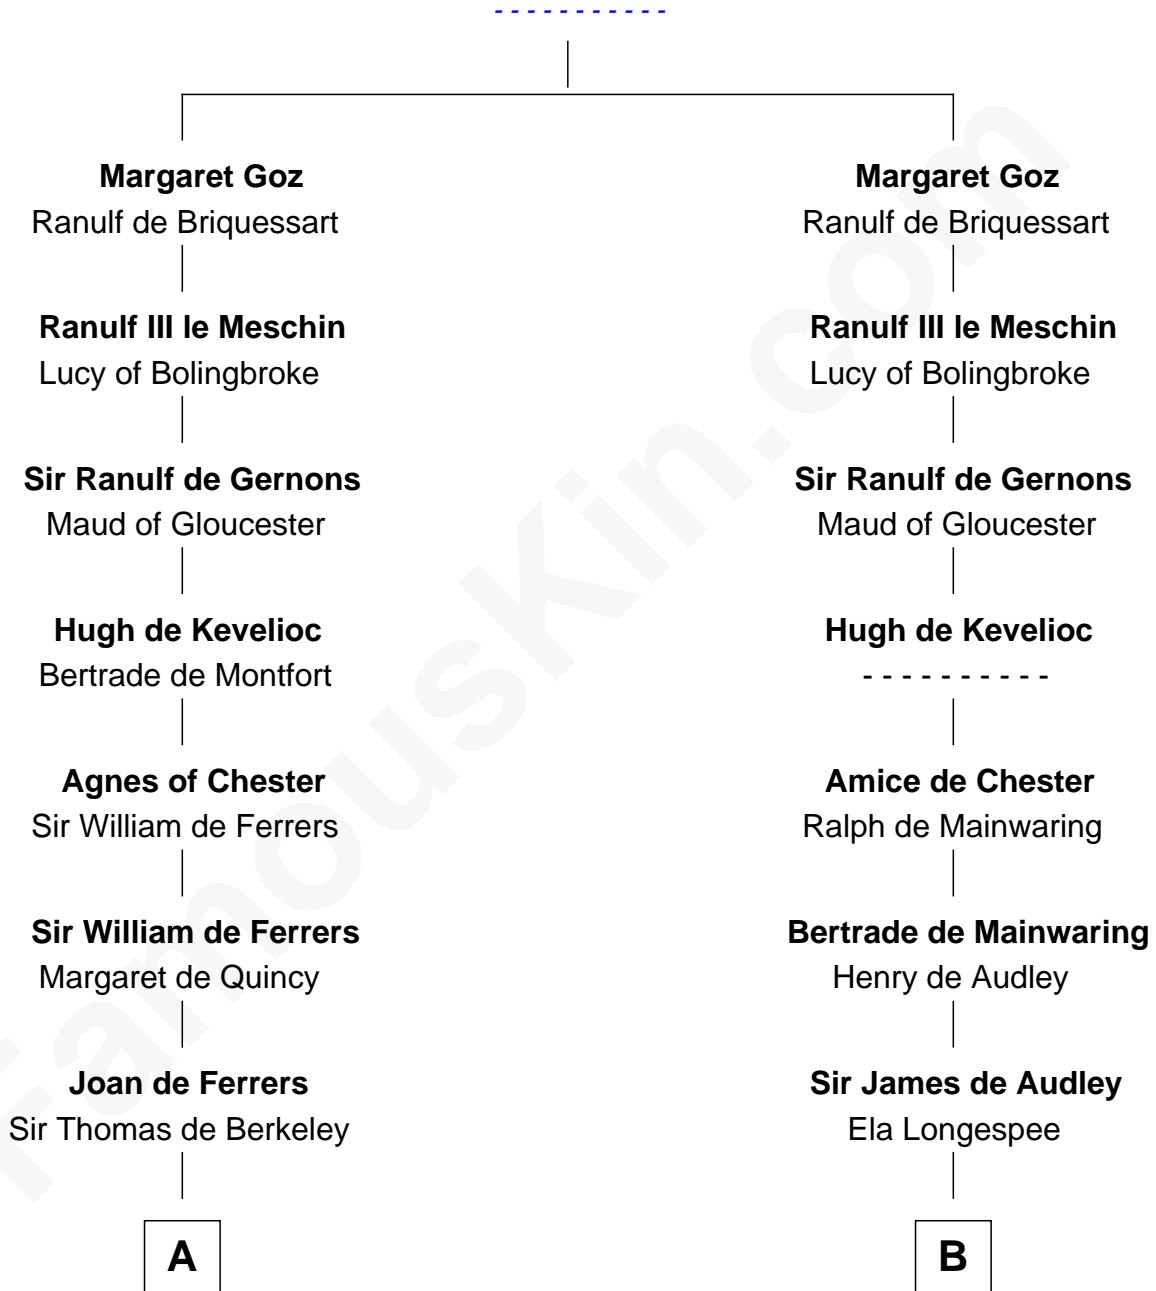 - - - - - - - - - - -
Margaret Goz
Ranulf de Briquessart
Ranulf III le Meschin
Lucy of Bolingbroke
Sir Ranulf de Gernons
Maud of Gloucester
Hugh de Kevelioc
Bertrade de Montfort
Agnes of Chester
Sir William de Ferrers
Sir William de Ferrers
Margaret de Quincy
Joan de Ferrers
Sir Thomas de Berkeley
A
Margaret Goz
Ranulf de Briquessart
Ranulf III le Meschin
Lucy of Bolingbroke
Sir Ranulf de Gernons
Maud of Gloucester
Hugh de Kevelioc
- - - - - - - - - -
Amice de Chester
Ralph de Mainwaring
Bertrade de Mainwaring
Henry de Audley
Sir James de Audley
Ela Longespee
B
FamousKin.com